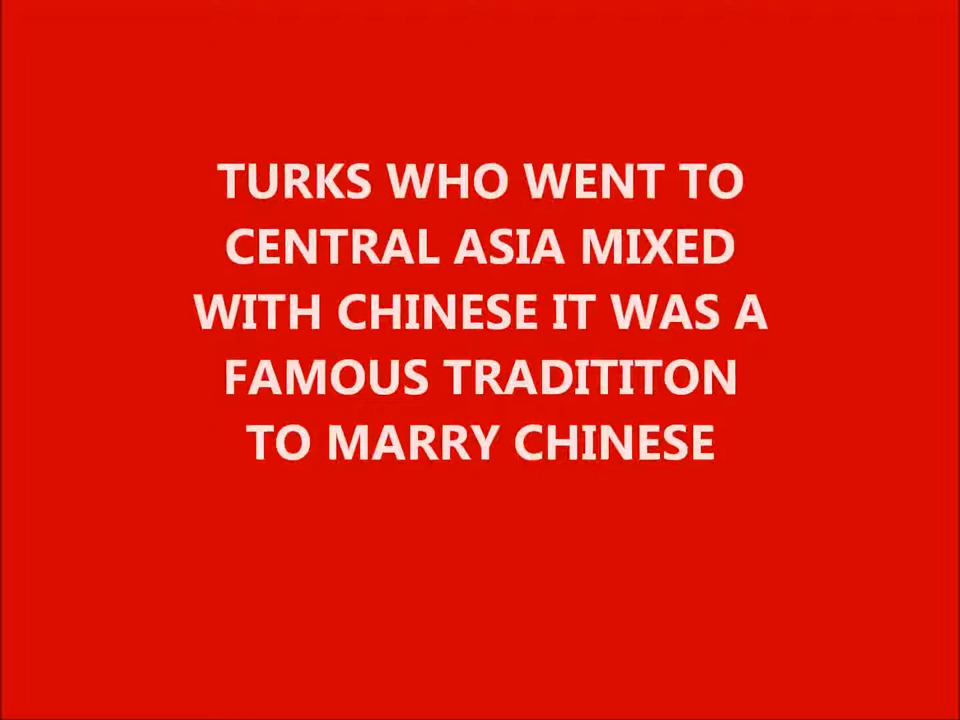 TURKS WHO WENT TO
CENTRAL ASIA MIXED
WITH CHINESE IT WAS A
FAMOUS TRADITITON
TO MARRY CHINESE